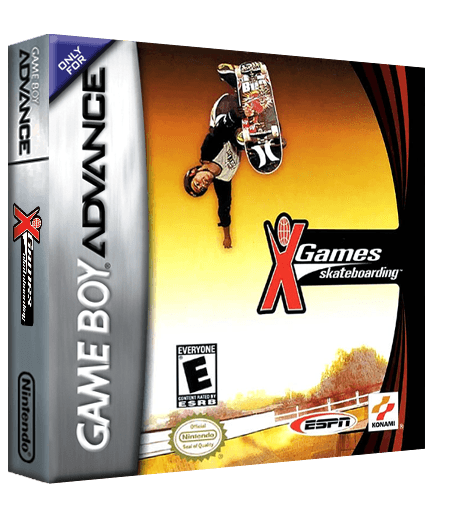 GAME BOY
ADVANCE
X Games
skateboarding
Nintendo
ONLY
FOR
GAME BOY ADVANCE
X Games
skateboarding™
EVERYONE
E
CONTENT RATED BY
ESRB
Official
Nintendo
Seal of Quality
ESPN
KONAMI